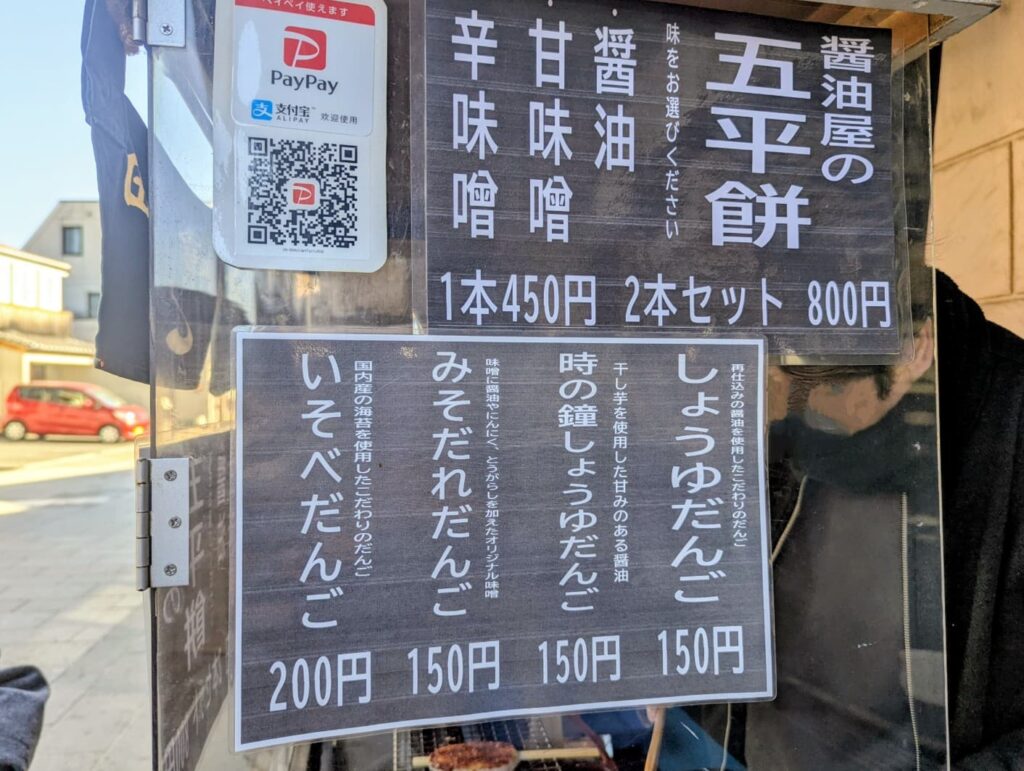 ペイペイ使えます
PayPay
支付宝
ALIPAY
欢迎使用
醤油屋の
五平餅
味をお選びください
・醤油
・甘味噌
辛味噌
1本450円 2本セット 800円
再仕込みの醤油を使用したこだわりのだんご
しょうゆだんご
150円
干し芋を使用した甘みのある醤油
時の鐘しょうゆだんご
150円
味噌に醤油やにんにく、とうがらしを加えたオリジナル味噌
みそだれだんご
150円
国内産の海苔を使用したこだわりのだんご
いそべだんご
200円